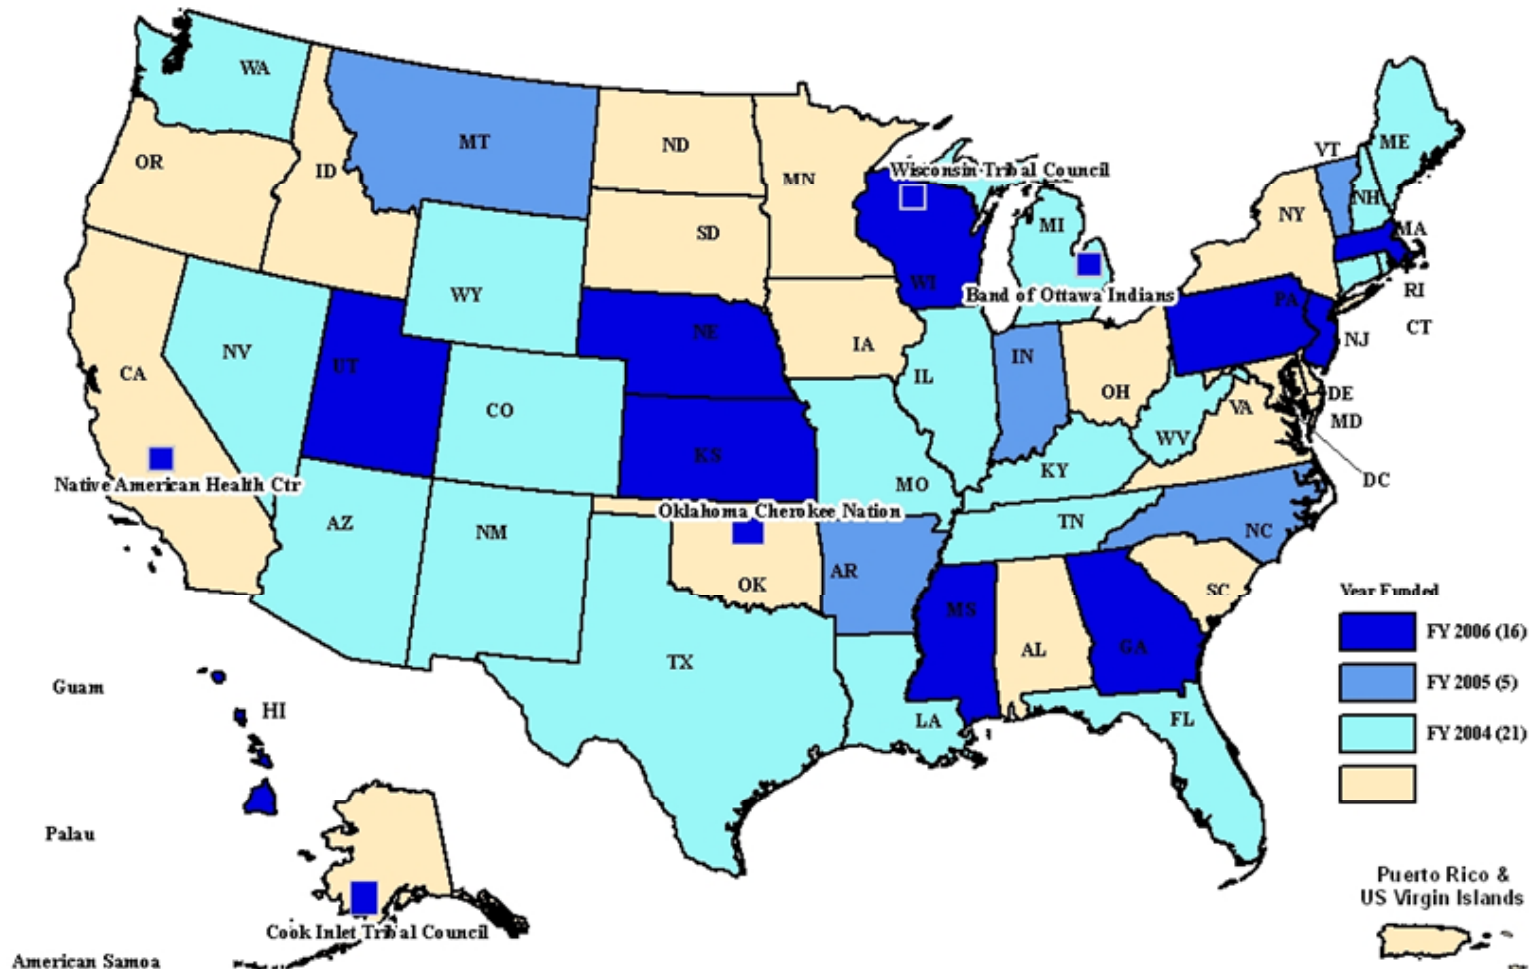 WA
MT
ND
MN
OR
ID
SD
WY
Wisconsin Tribal Council
MI
WI
Band of Ottawa Indians
VT
ME
NH
NY
MA
RI
CT
PA
NJ
NV
UT
NE
IA
IL
IN
OH
CA
CO
DE
VA
MD
WV
KS
KY
MO
DC
Native American Health Ctr
Oklahoma Cherokee Nation
AZ
NM
TN
NC
OK
AR
SC
MS
AL
GA
TX
LA
FL
Year Funded
FY 2006 (16)
FY 2005 (5)
FY 2004 (21)
Guam
HI
Palau
Cook Inlet Tribal Council
American Samoa
Puerto Rico &
US Virgin Islands